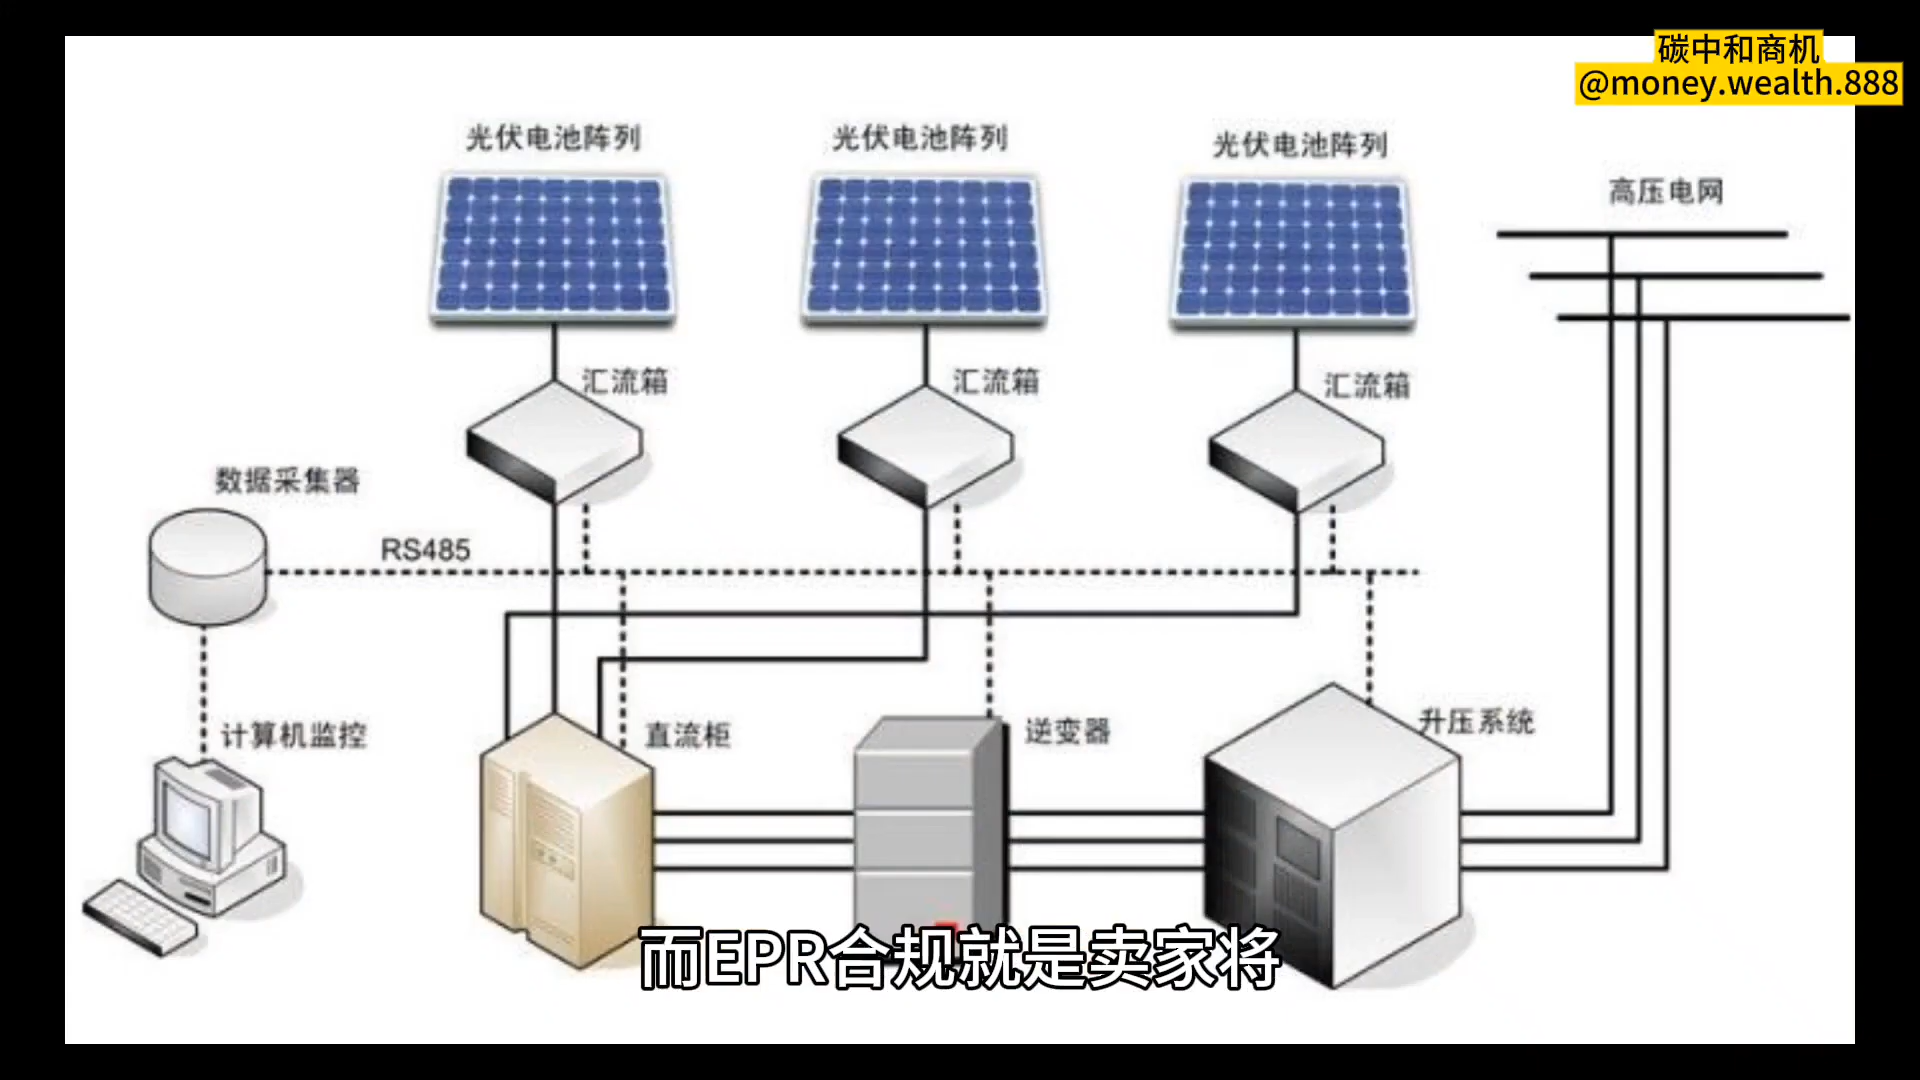 碳中和商机
@money.wealth.888
光伏电池阵列
光伏电池阵列
光伏电池阵列
高压电网
汇流箱
汇流箱
汇流箱
数据采集器
RS485
计算机监控
直流柜
逆变器
升压系统
而EPR合规就是卖家将